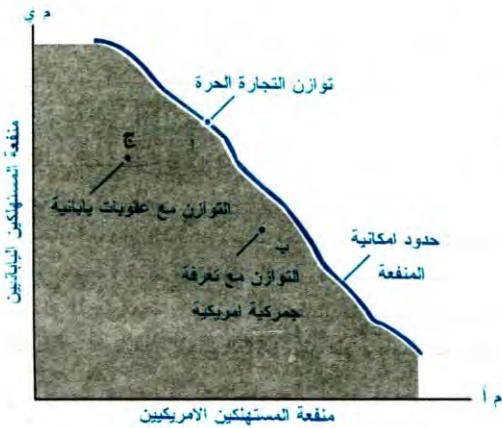 م ي
توازن التجارة الحرة
أ
ج
التوازن مع عقوبات يابانية
ب
التوازن مع تعرفة
جمركية امريكية
حدود امكانية
المنفعة
منفعة المستهلكين اليابانيين
م أ
منفعة المستهلكين الامريكيين